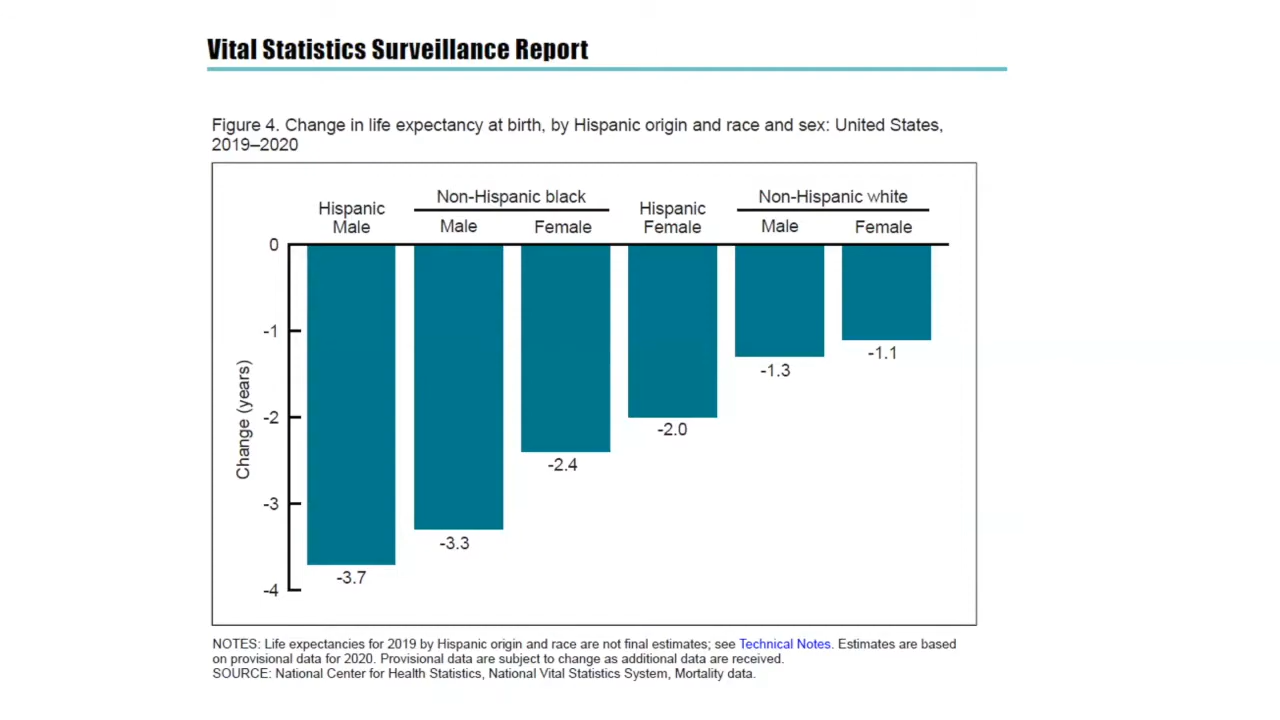 Vital Statistics Surveillance Report
Figure 4. Change in life expectancy at birth, by Hispanic origin and race and sex: United States,
2019–2020
Hispanic
Male
Non-Hispanic black
Male
Female
Hispanic
Female
Non-Hispanic white
Male
Female
0
-1
-2
-3
-4
Change (years)
-3.7
-3.3
-2.4
-2.0
-1.3
-1.1
NOTES: Life expectancies for 2019 by Hispanic origin and race are not final estimates; see Technical Notes. Estimates are based
on provisional data for 2020. Provisional data are subject to change as additional data are received.
SOURCE: National Center for Health Statistics, National Vital Statistics System, Mortality data.